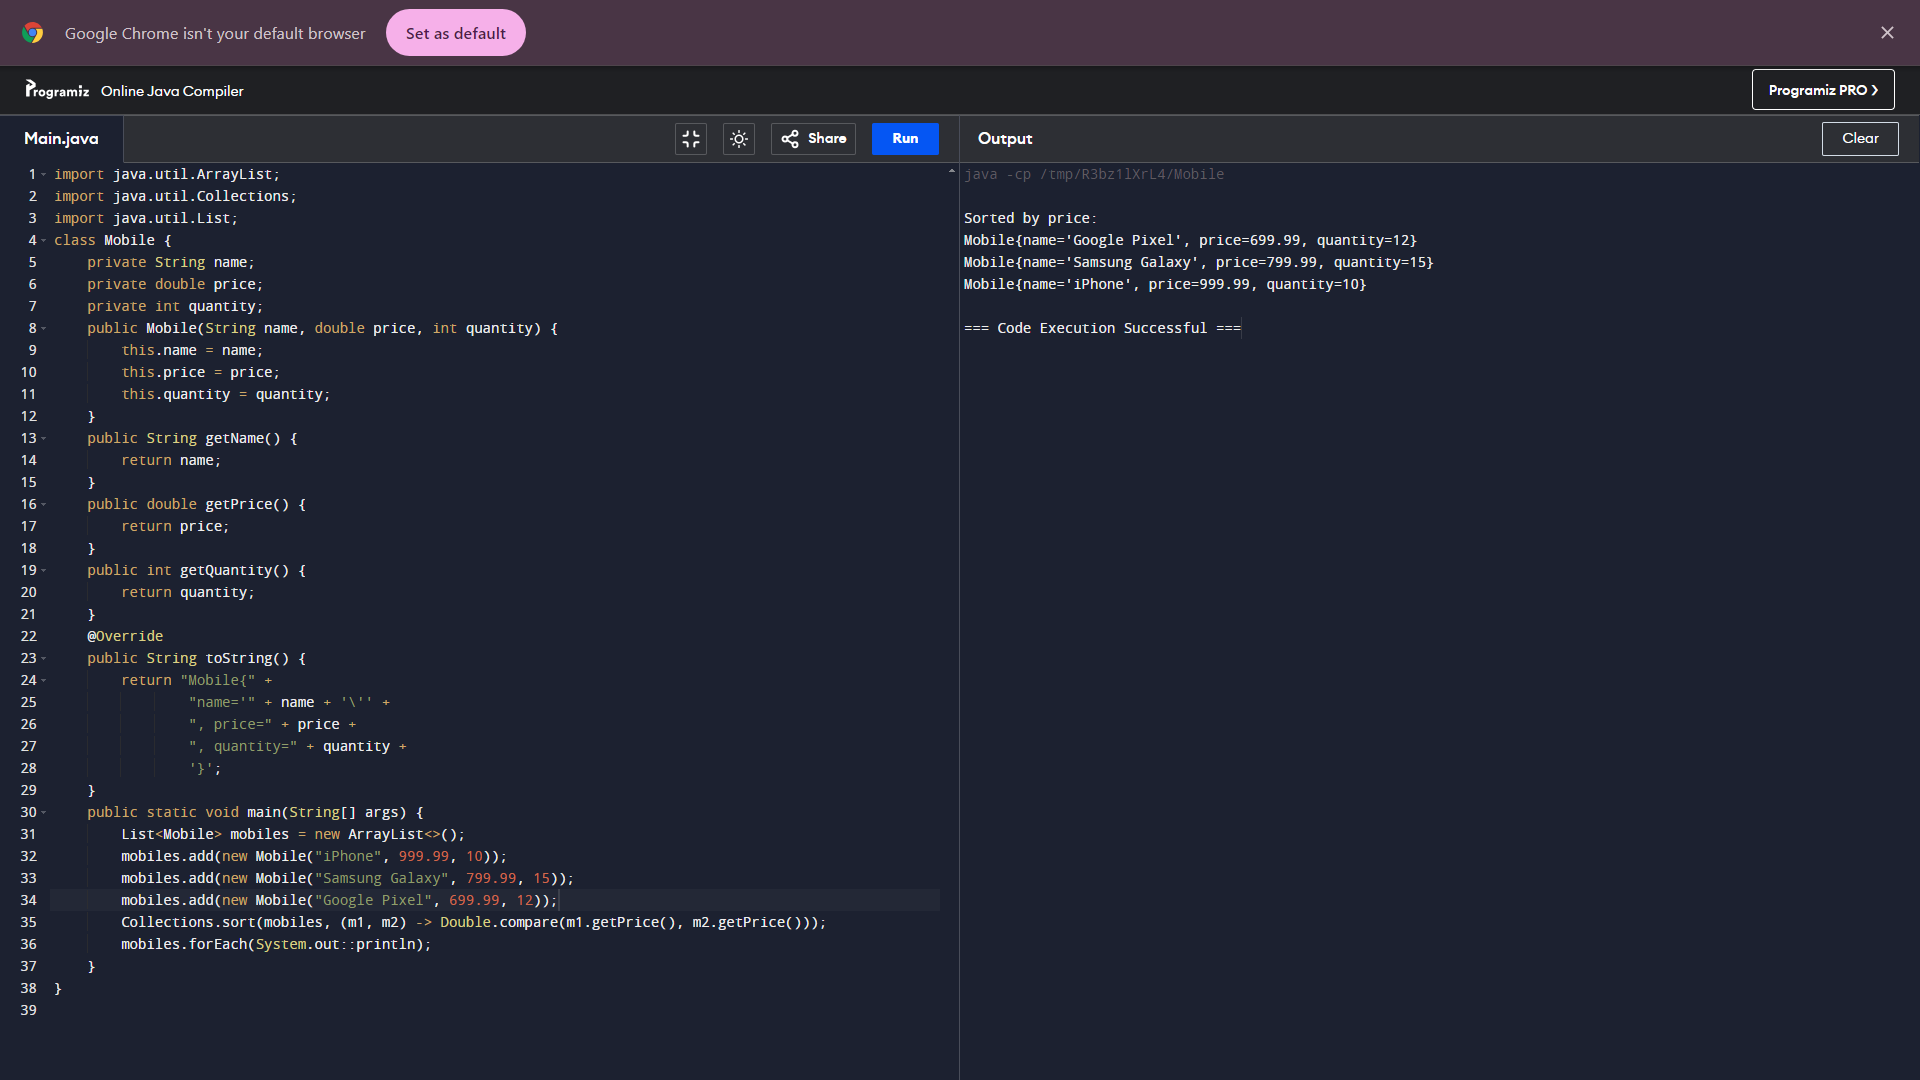 Google Chrome isn't your default browser
Set as default
Programiz
Online Java Compiler
Programiz PRO
Main.java
Share
Run
Output
Clear
1 import java.util.ArrayList;
2 import java.util.Collections;
3 import java.util.List;
4 class Mobile {
5     private String name;
6     private double price;
7     private int quantity;
8     public Mobile(String name, double price, int quantity) {
9         this.name = name;
10         this.price = price;
11         this.quantity = quantity;
12     }
13     public String getName() {
14         return name;
15     }
16     public double getPrice() {
17         return price;
18     }
19     public int getQuantity() {
20         return quantity;
21     }
22     @Override
23     public String toString() {
24         return "Mobile{" +
25                 "name='" + name + '\'' +
26                 ", price=" + price +
27                 ", quantity=" + quantity +
28                 '}';
29     }
30     public static void main(String[] args) {
31         List<Mobile> mobiles = new ArrayList<>();
32         mobiles.add(new Mobile("iPhone", 999.99, 10));
33         mobiles.add(new Mobile("Samsung Galaxy", 799.99, 15));
34         mobiles.add(new Mobile("Google Pixel", 699.99, 12));
35         Collections.sort(mobiles, (m1, m2) -> Double.compare(m1.getPrice(), m2.getPrice()));
36         mobiles.forEach(System.out::println);
37     }
38 }
39
java -cp /tmp/R3bz1lXrL4/Mobile
Sorted by price:
Mobile{name='Google Pixel', price=699.99, quantity=12}
Mobile{name='Samsung Galaxy', price=799.99, quantity=15}
Mobile{name='iPhone', price=999.99, quantity=10}
=== Code Execution Successful ===